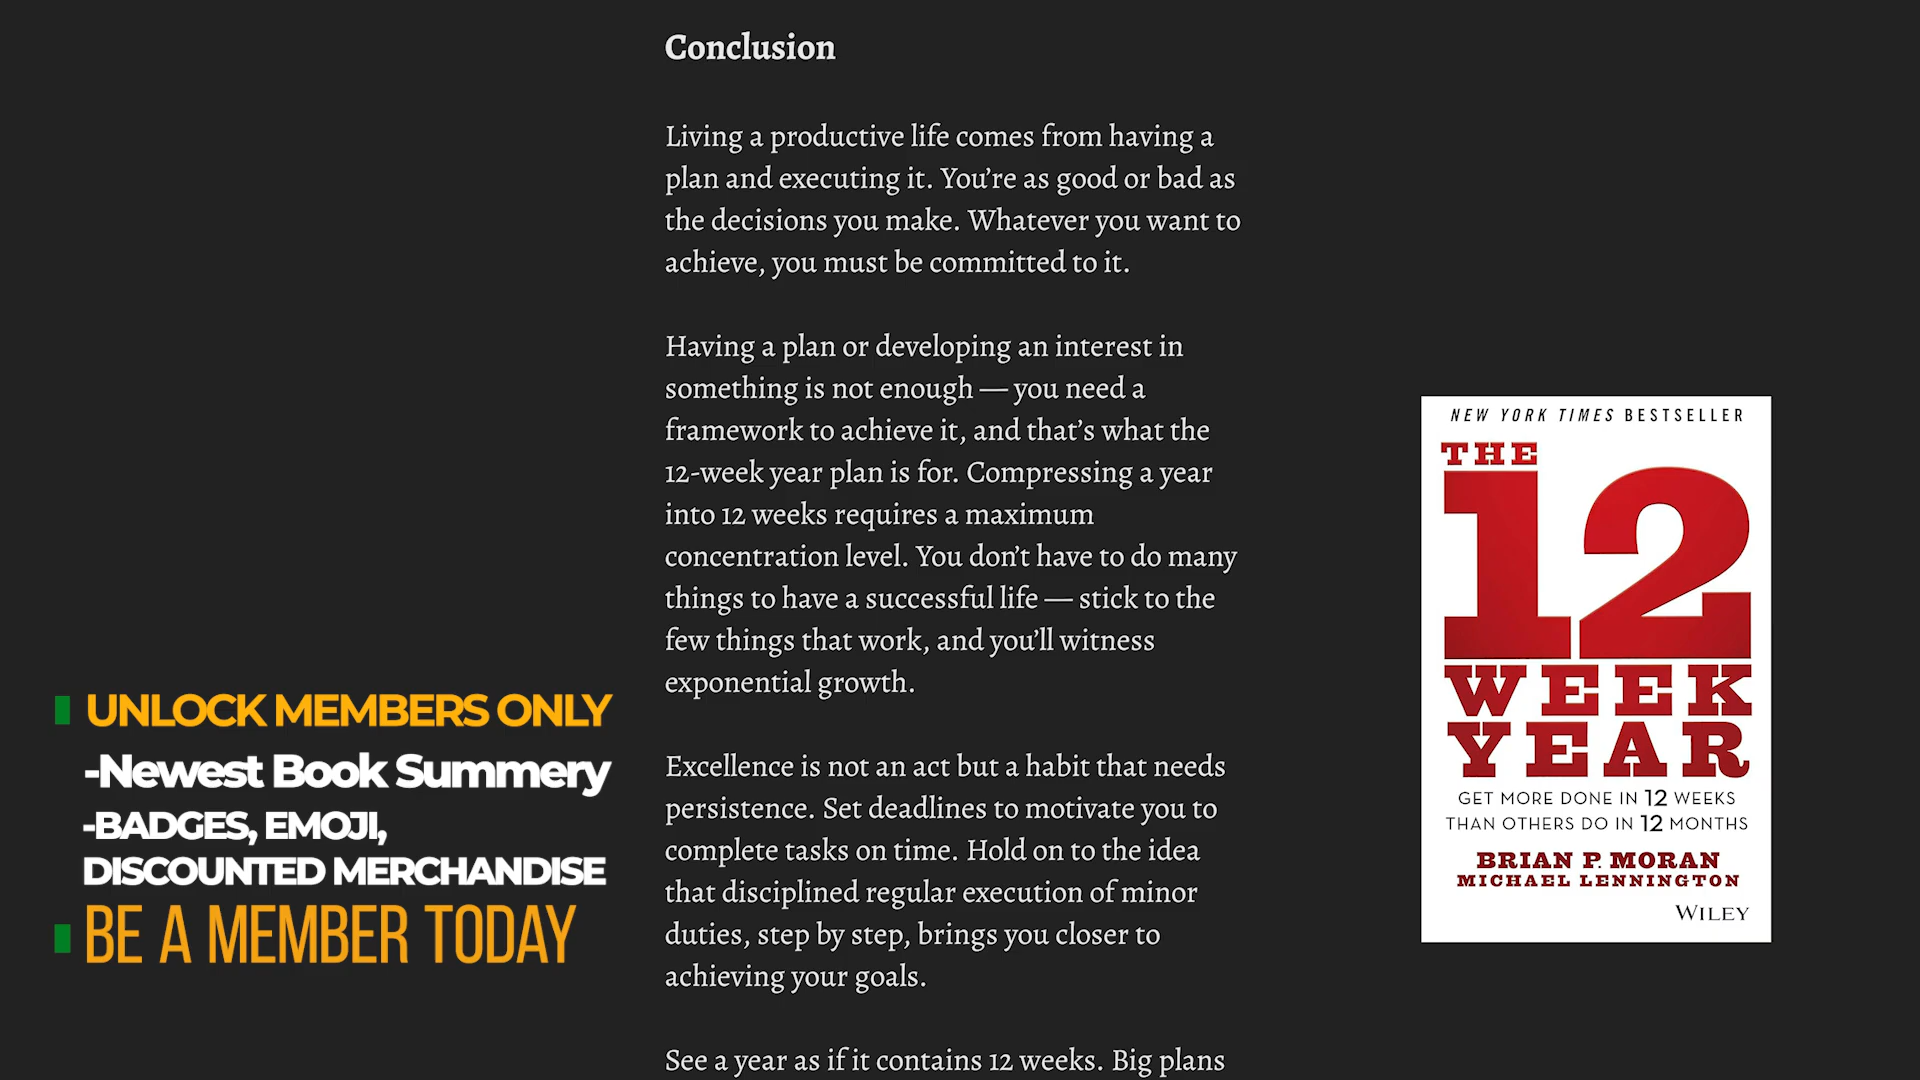 Conclusion
Living a productive life comes from having a
plan and executing it. You’re as good or bad as
the decisions you make. Whatever you want to
achieve, you must be committed to it.
Having a plan or developing an interest in
something is not enough — you need a
framework to achieve it, and that’s what the
12-week year plan is for. Compressing a year
into 12 weeks requires a maximum
concentration level. You don’t have to do many
things to have a successful life — stick to the
few things that work, and you’ll witness
exponential growth.
Excellence is not an act but a habit that needs
persistence. Set deadlines to motivate you to
complete tasks on time. Hold on to the idea
that disciplined regular execution of minor
duties, step by step, brings you closer to
achieving your goals.
See a year as if it contains 12 weeks. Big plans
UNLOCK MEMBERS ONLY
-Newest Book Summery
-BADGES, EMOJI,
DISCOUNTED MERCHANDISE
BE A MEMBER TODAY
NEW YORK TIMES BESTSELLER
THE
12
WEEK
YEAR
GET MORE DONE IN 12 WEEKS
THAN OTHERS DO IN 12 MONTHS
BRIAN P. MORAN
MICHAEL LENNINGTON
WILEY